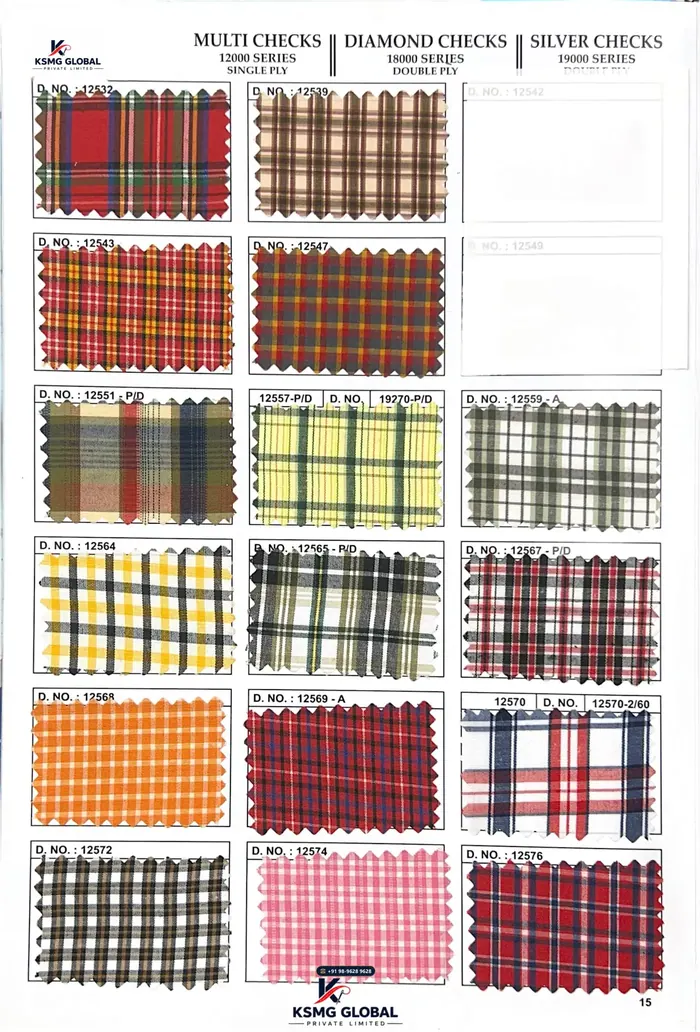 KSMG GLOBAL
PRIVATE LIMITED
MULTI CHECKS
12000 SERIES
SINGLE PLY
DIAMOND CHECKS
18000 SERIES
DOUBLE PLY
SILVER CHECKS
19000 SERIES
DOUBLE PLY
D. NO. : 12532
D. NO. : 12539
D. NO. : 12542
D. NO. : 12543
D. NO. : 12547
D. NO. : 12549
D. NO. : 12551 - P/D
12557-P/D D. NO. 19270-P/D
D. NO. : 12559 - A
D. NO. : 12564
D. NO. : 12565 - P/D
D. NO. : 12567 - P/D
D. NO. : 12568
D. NO. : 12569 - A
12570 D. NO. 12570-2/60
D. NO. : 12572
D. NO. : 12574
D. NO. : 12576
+91 98-9628 9628
KSMG GLOBAL
PRIVATE LIMITED
15